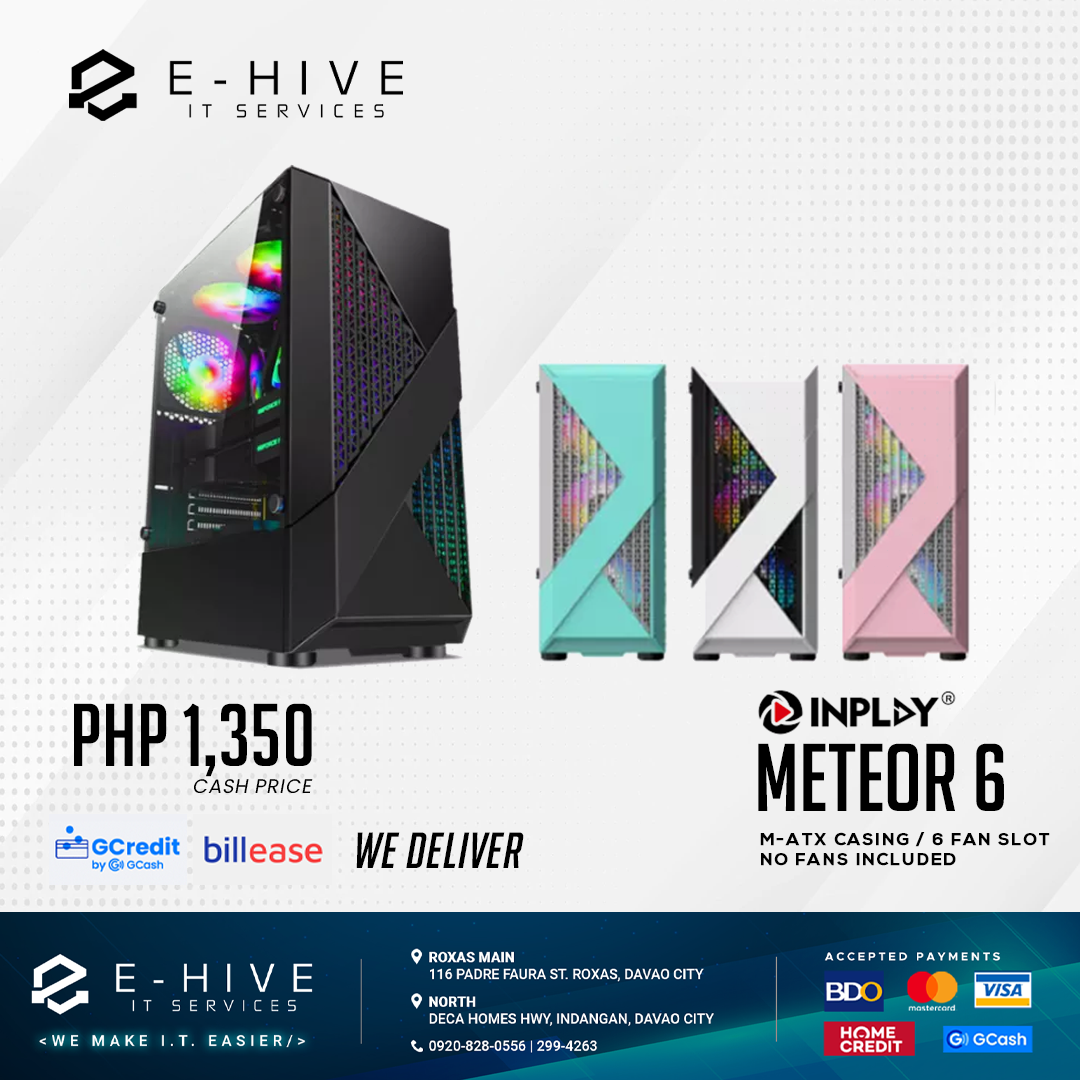 E-HIVE
IT SERVICES
PHP 1,350
CASH PRICE
GCredit
by GCash
billease
WE DELIVER
INPLAY®
METEOR 6
M-ATX CASING / 6 FAN SLOT
NO FANS INCLUDED
E-HIVE
IT SERVICES
<WE MAKE I.T. EASIER/>
ROXAS MAIN
116 PADRE FAURA ST. ROXAS, DAVAO CITY
NORTH
DECA HOMES HWY, INDANGAN, DAVAO CITY
0920-828-0556 | 299-4263
ACCEPTED PAYMENTS
BDO
mastercard
VISA
HOME
CREDIT
GCash